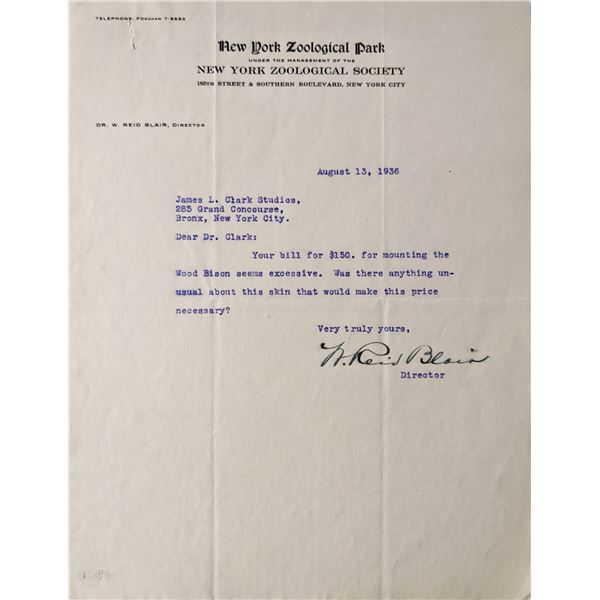 TELEPHONE: FORDHAM 7-8880
New York Zoological Park
UNDER THE MANAGEMENT OF THE
NEW YORK ZOOLOGICAL SOCIETY
185TH STREET & SOUTHERN BOULEVARD, NEW YORK CITY
DR. W. REID BLAIR, DIRECTOR
August 13, 1936
James L. Clark Studios,
285 Grand Concourse,
Bronx, New York City.
Dear Dr. Clark:
Your bill for $150. for mounting the
Wood Bison seems excessive. Was there anything un-
usual about this skin that would make this price
necessary?
Very truly yours,
W. Reid Blair
Director